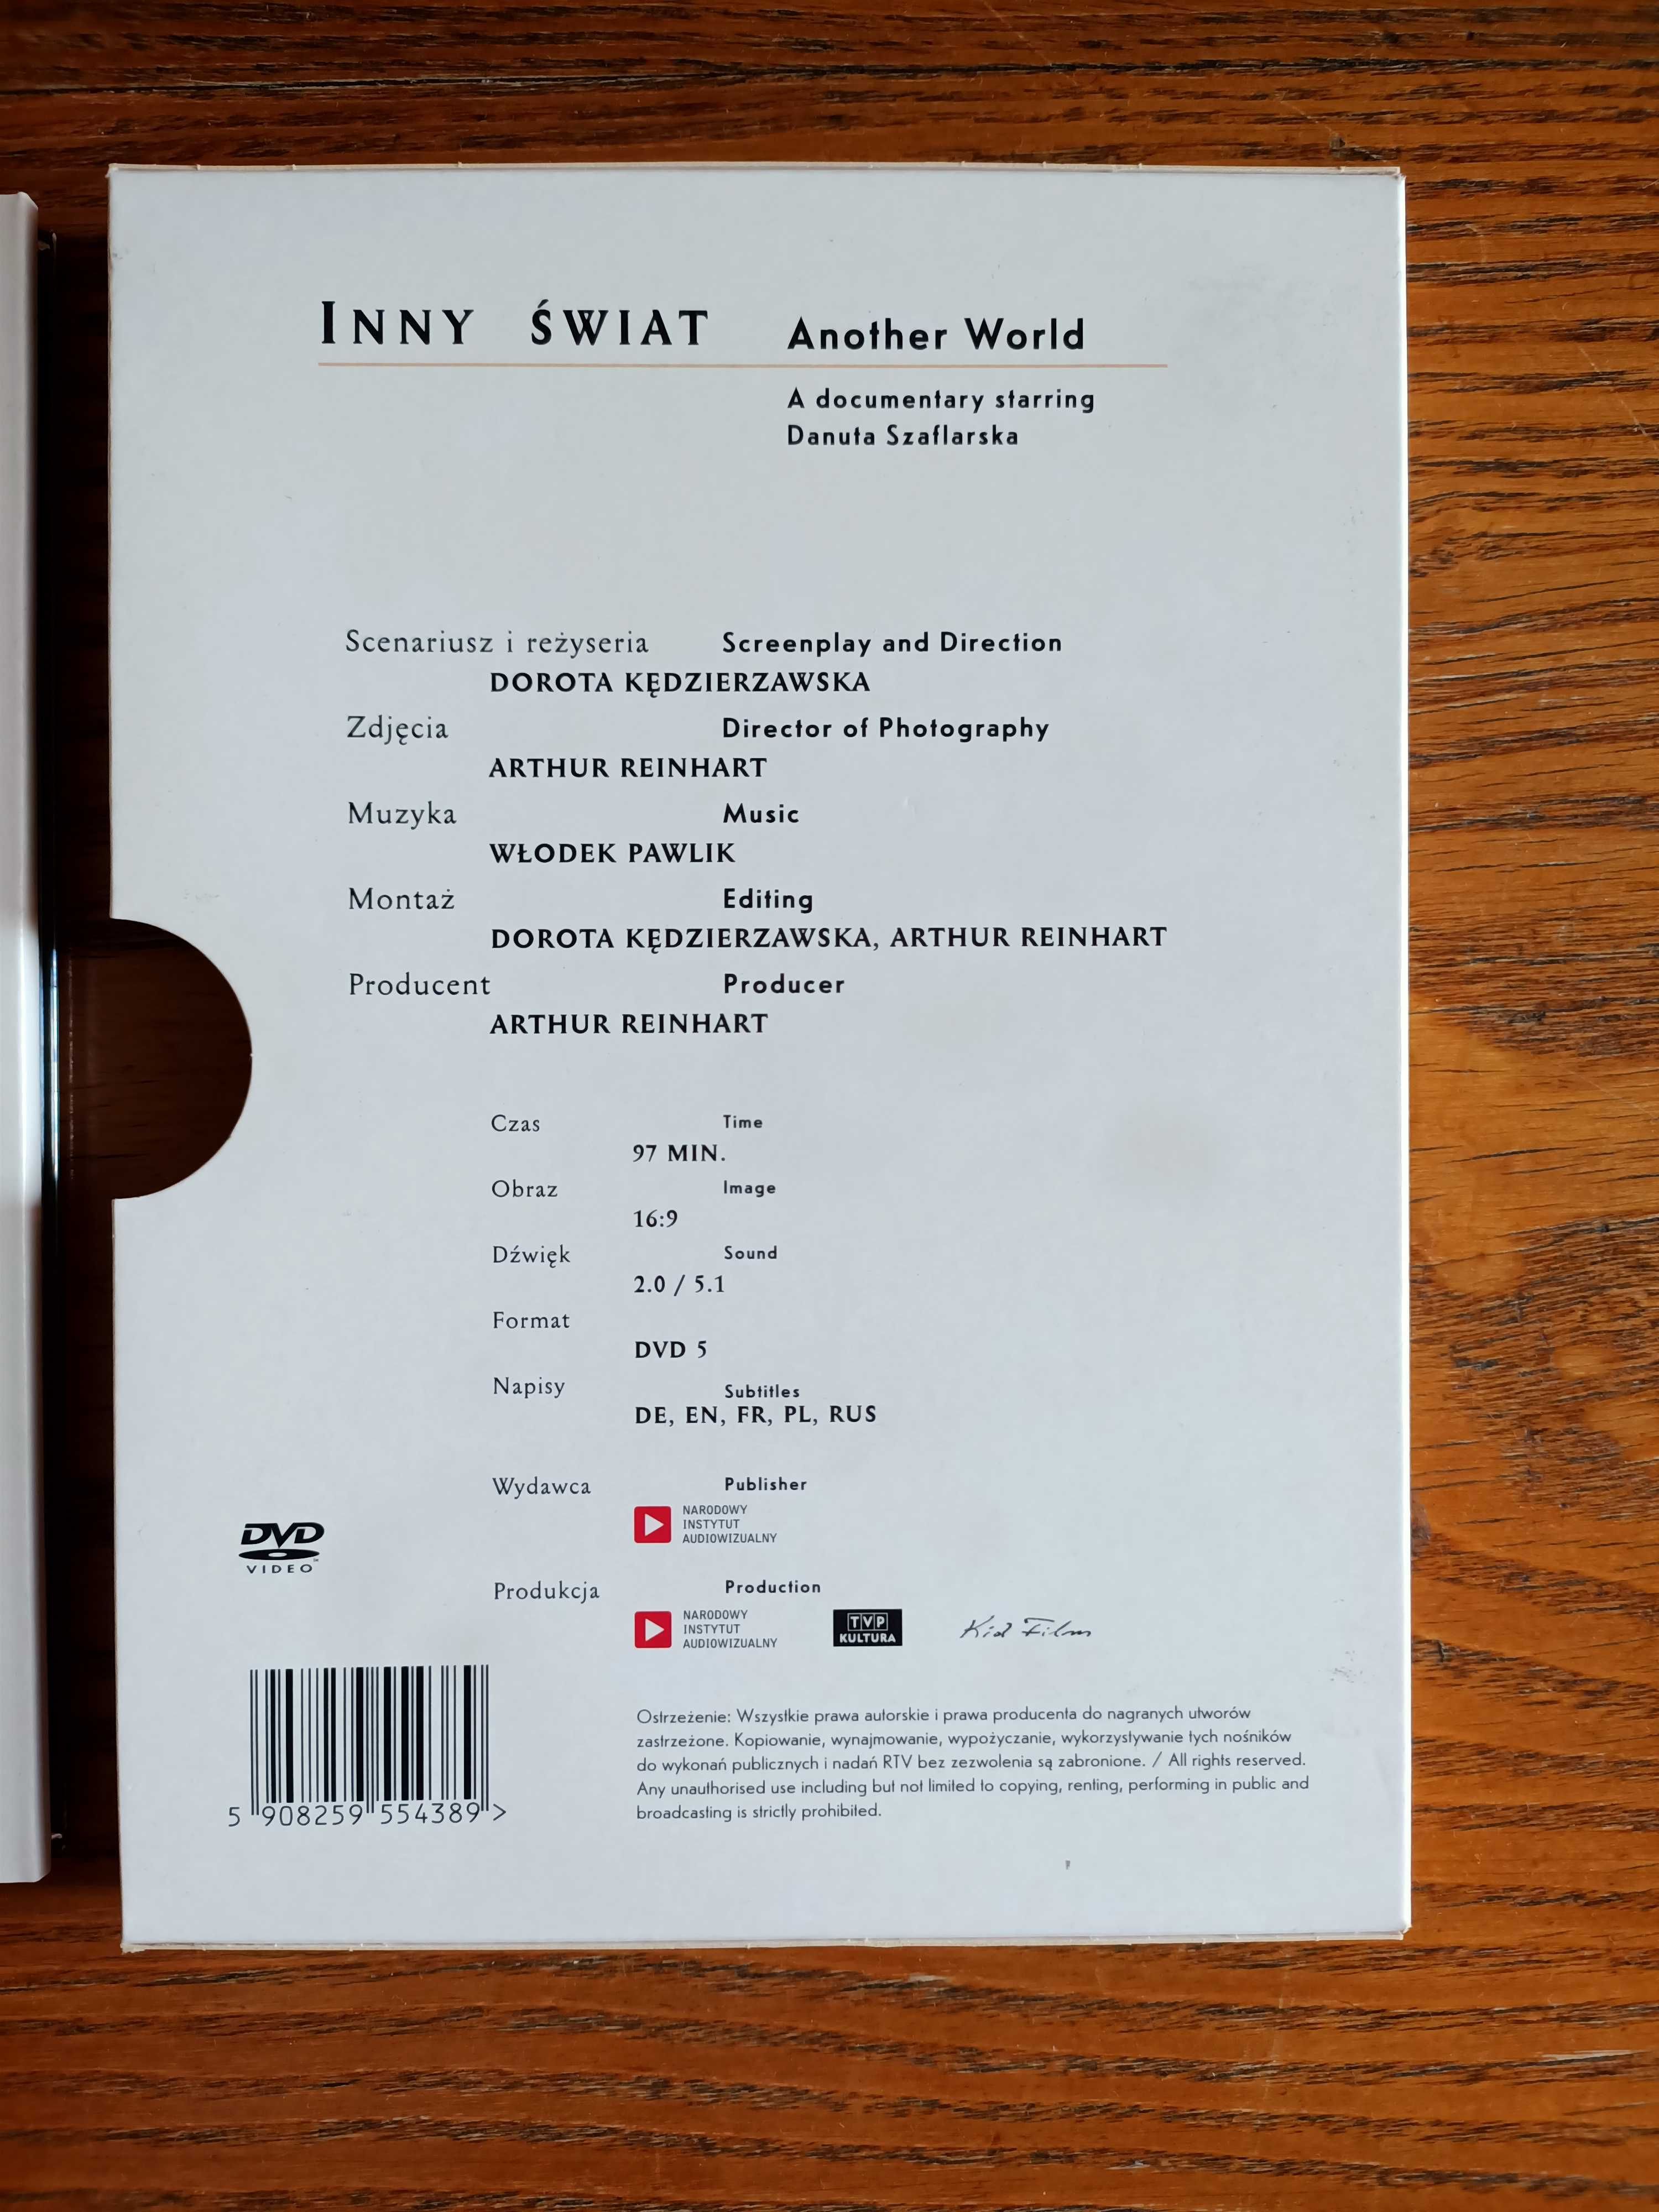 INNY ŚWIAT Another World
A documentary starring
Danuta Szaflarska
Scenariusz i reżyseria Screenplay and Direction
DOROTA KĘDZIERZAWSKA
Zdjęcia Director of Photography
ARTHUR REINHART
Muzyka Music
WŁODEK PAWLIK
Montaż Editing
DOROTA KĘDZIERZAWSKA, ARTHUR REINHART
Producent Producer
ARTHUR REINHART
Czas Time
97 MIN.
Obraz Image
16:9
Dźwięk Sound
2.0 / 5.1
Format
DVD 5
Napisy Subtitles
DE, EN, FR, PL, RUS
Wydawca Publisher
NARODOWY
INSTYTUT
AUDIOWIZUALNY
DVD
VIDEO™
Produkcja Production
NARODOWY
INSTYTUT
AUDIOWIZUALNY
TVP
KULTURA
Kid Film
Ostrzeżenie: Wszystkie prawa autorskie i prawa producenta do nagranych utworów
zastrzeżone. Kopiowanie, wynajmowanie, wypożyczanie, wykorzystywanie tych nośników
do wykonań publicznych i nadań RTV bez zezwolenia są zabronione. / All rights reserved.
Any unauthorised use including but not limited to copying, renting, performing in public and
broadcasting is strictly prohibited.
5 908259 554389 >